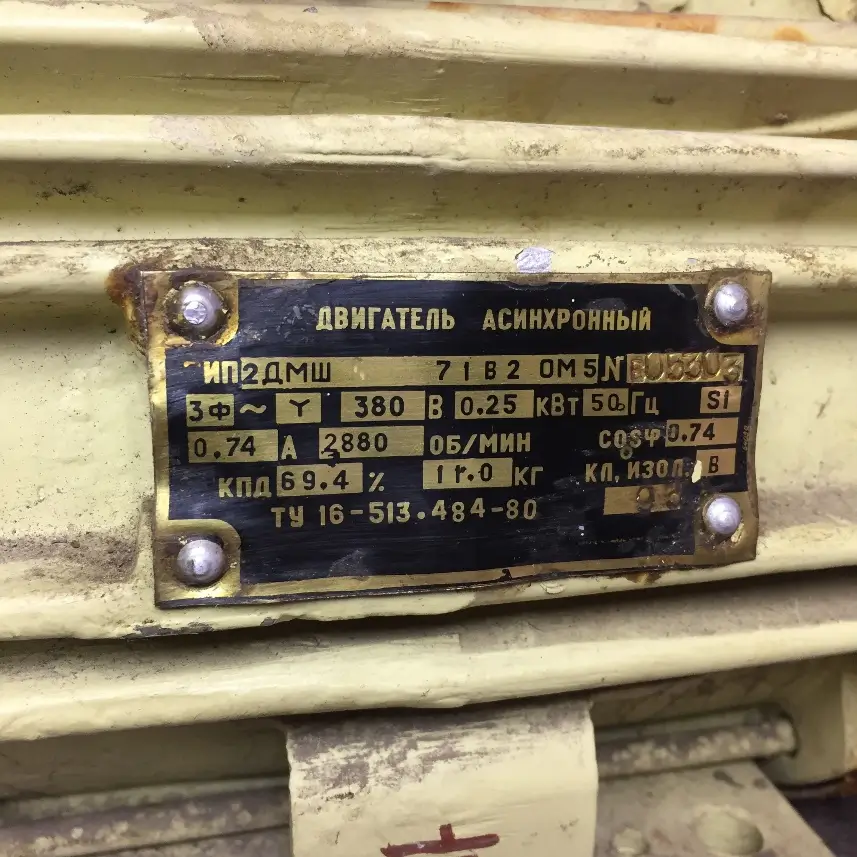 ДВИГАТЕЛЬ АСИНХРОННЫЙ
ТИП 2ДМШ 71В2 ОМ5 №
3Ф ~ Y 380 В 0.25 кВт 50 Гц S1
0.74 А 2880 ОБ/МИН cosφ 0.74
КПД 69.4 % КГ КЛ. ИЗОЛ. В
ТУ 16-513.484-80